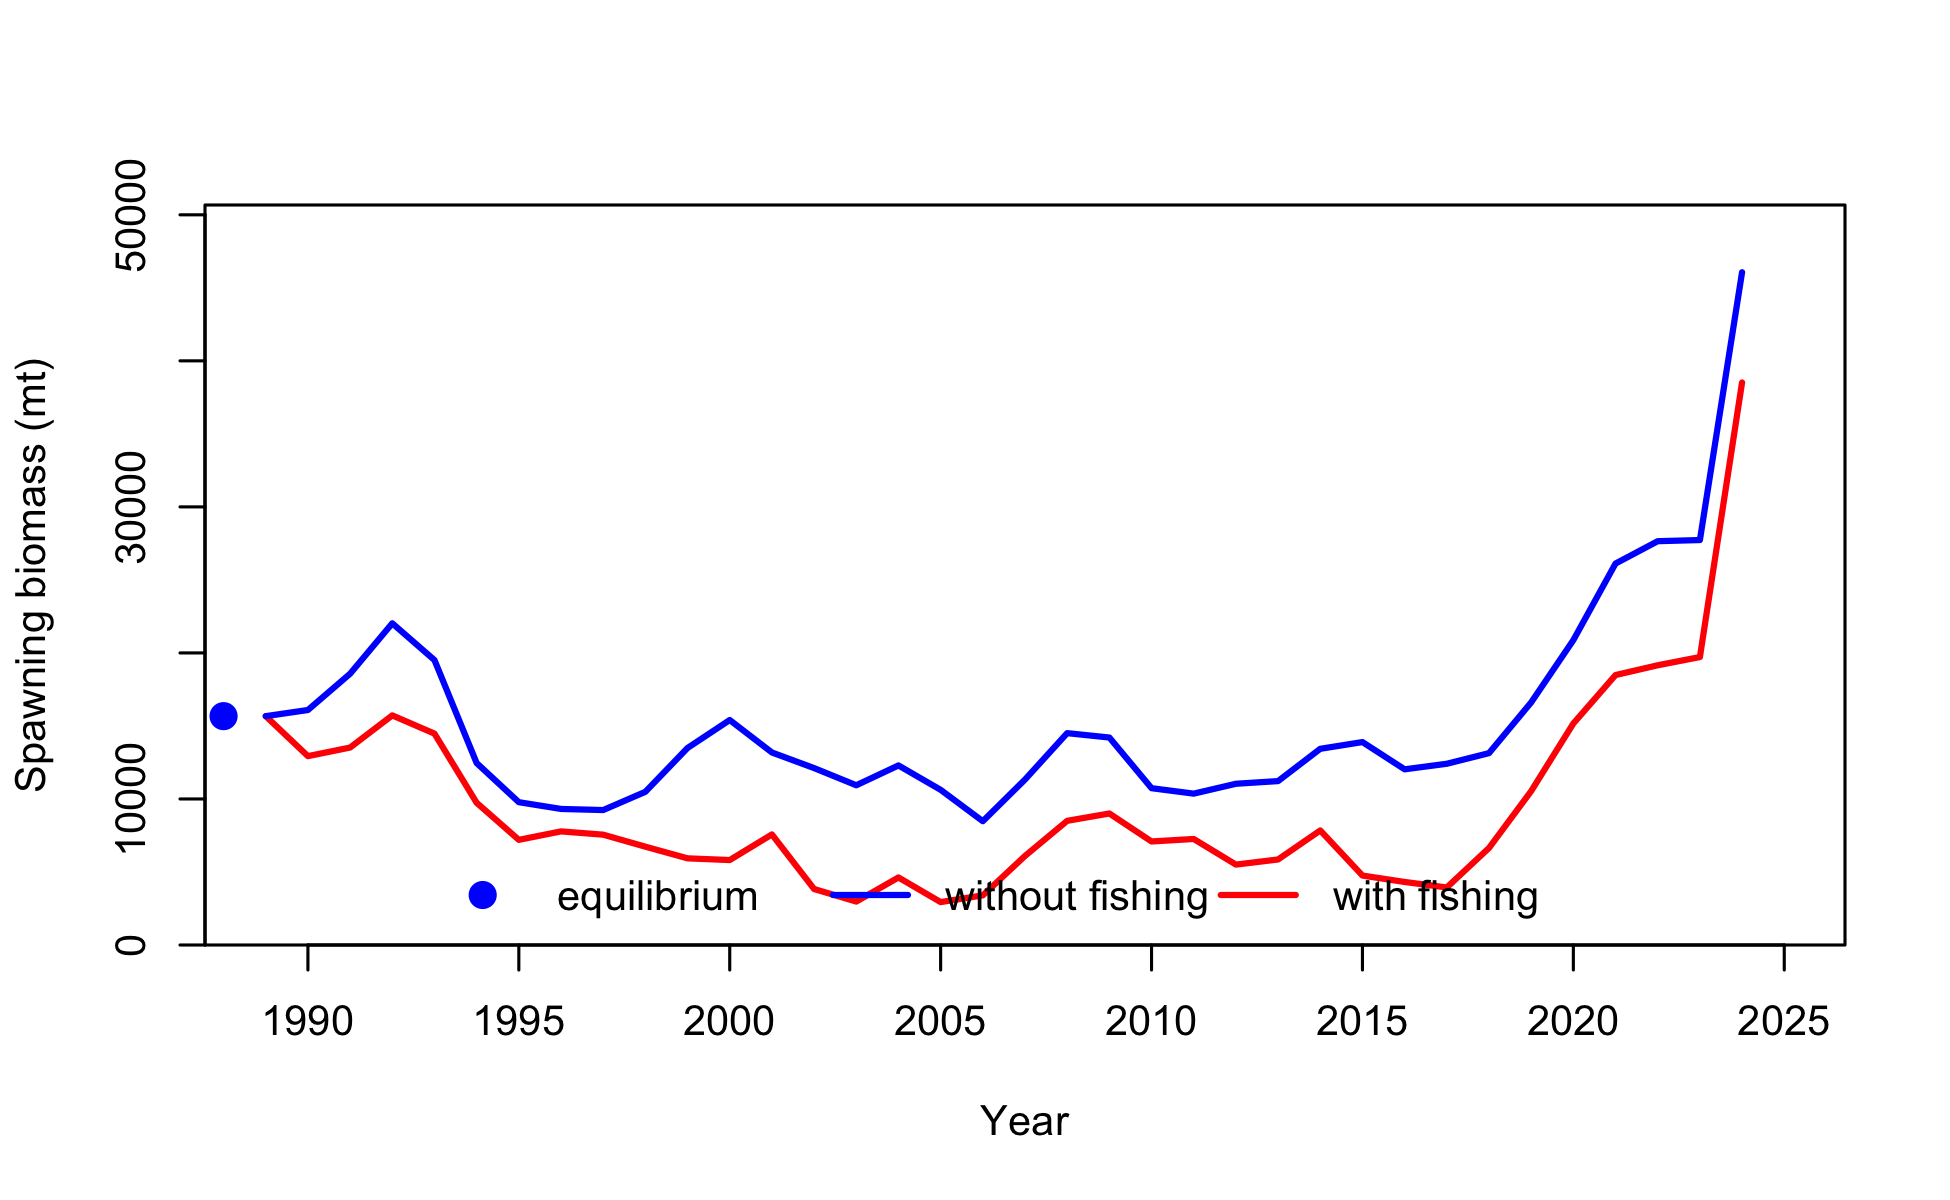 Spawning biomass (mt)
50000
30000
10000
0
equilibrium without fishing with fishing
1990 1995 2000 2005 2010 2015 2020 2025
Year